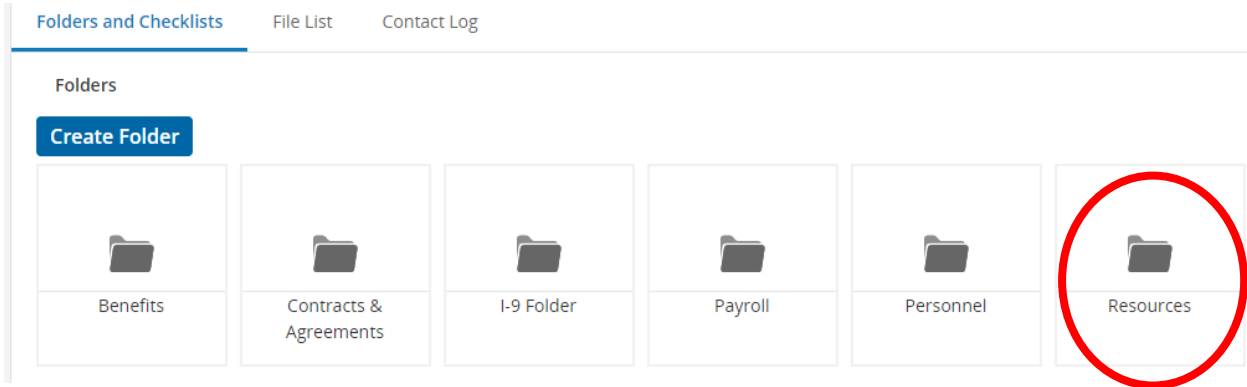 Folders and Checklists File List Contact Log
Folders
Create Folder
Benefits Contracts & I-9 Folder Payroll Personnel Resources
Agreements